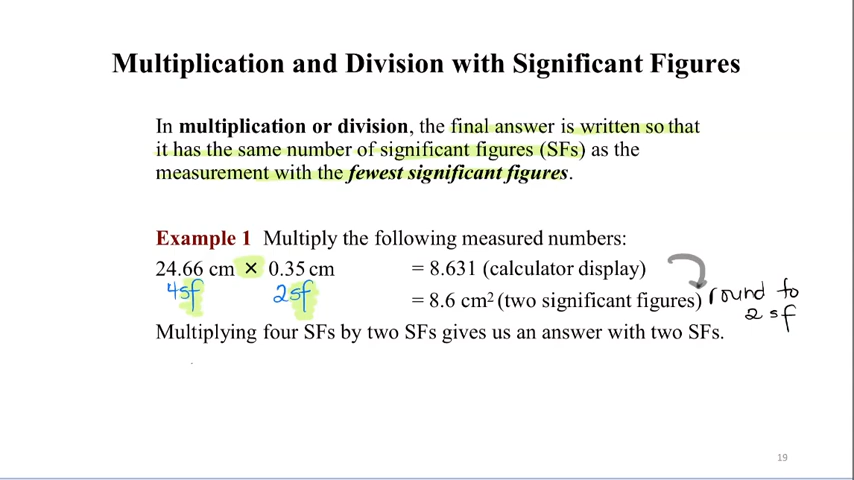 Multiplication and Division with Significant Figures
In multiplication or division, the final answer is written so that
it has the same number of significant figures (SFs) as the
measurement with the fewest significant figures.
Example 1 Multiply the following measured numbers:
24.66 cm × 0.35 cm = 8.631 (calculator display)
4sf 2sf = 8.6 cm² (two significant figures) round to
2 sf
Multiplying four SFs by two SFs gives us an answer with two SFs.
19